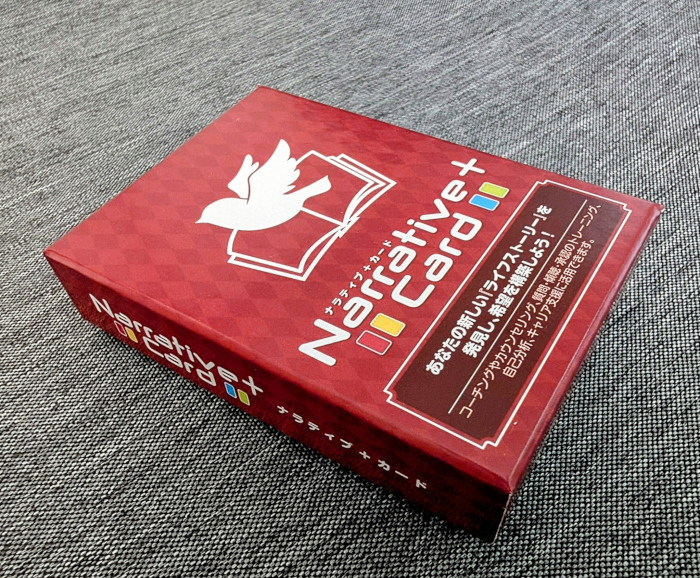 ナラティブ+カード
Narrative+
Card
あなたの新しい「ライフストーリー」を
発見し、希望を構築しよう!
コーチングやカウンセリング、質問・傾聴・承認のトレーニング、
自己分析、キャリア支援に活用できます。
Narrative+
Card
ナラティブ+カード